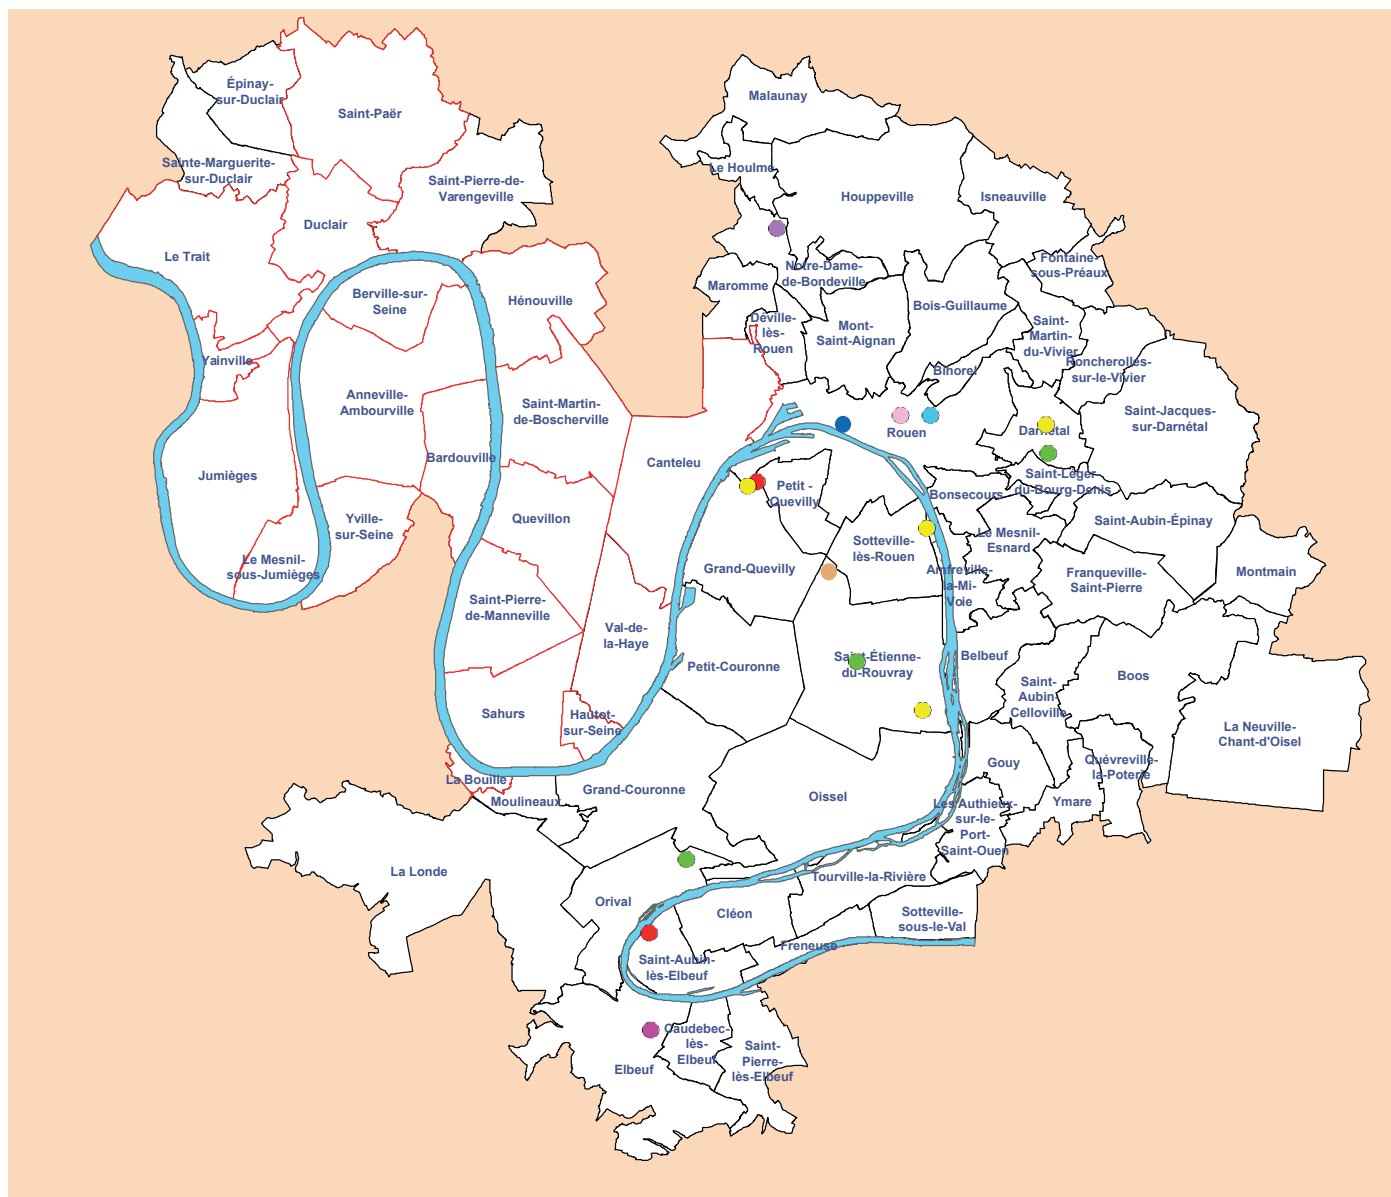 Épinay-
sur-Duclair
Saint-Paër
Malaunay
Sainte-Marguerite-
sur-Duclair
Saint-Pierre-de-
Varengeville
Le Houlme
Houppeville
Isneauville
Duclair
Le Trait
Fontaine-
sous-Préaux
Notre-Dame-
de-Bondeville
Maromme
Berville-sur-
Seine
Hénouville
Bois-Guillaume
Déville-
lès-
Rouen
Mont-
Saint-Aignan
Saint-
Martin-
du-Vivier
Yainville
Bihorel
Roncherolles-
sur-le-Vivier
Anneville-
Ambourville
Saint-Martin-
de-Boscherville
Saint-Jacques-
sur-Darnétal
Rouen
Darnétal
Bardouville
Canteleu
Jumièges
Saint-Léger-
du-Bourg-Denis
Petit -
Quevilly
Bonsecours
Yville-
sur-Seine
Quevillon
Saint-Aubin-Épinay
Sotteville-
lès-Rouen
Le Mesnil-
Esnard
Le Mesnil-
sous-Jumièges
Grand-Quevilly
Amfreville-
la-Mi-
Voie
Franqueville-
Saint-Pierre
Montmain
Saint-Pierre-
de-Manneville
Val-de-
la-Haye
Petit-Couronne
Saint-Étienne-
du-Rouvray
Belbeuf
Boos
Saint-
Aubin-
Celloville
Sahurs
Hautot-
sur-Seine
La Neuville-
Chant-d'Oisel
Gouy
Quévreville-
la-Poterie
La Bouille
Grand-Couronne
Moulineaux
Oissel
Les Authieux-
sur-le-
Port-
Saint-Ouen
Ymare
La Londe
Tourville-la-Rivière
Orival
Cléon
Sotteville-
sous-le-Val
Freneuse
Saint-Aubin-
lès-Elbeuf
Caudebec-
lès-
Elbeuf
Saint-
Pierre-
lès-Elbeuf
Elbeuf